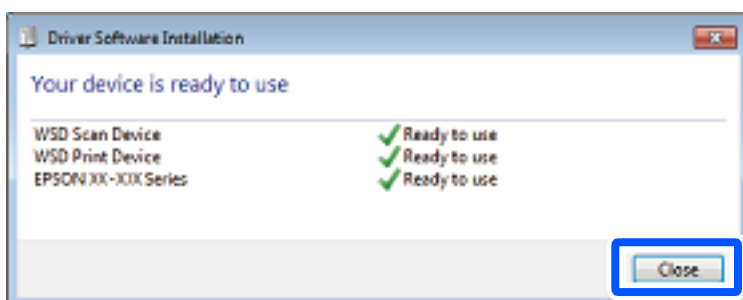 Driver Software Installation
Your device is ready to use
WSD Scan Device Ready to use
WSD Print Device Ready to use
EPSON XX-XXX Series Ready to use
Close